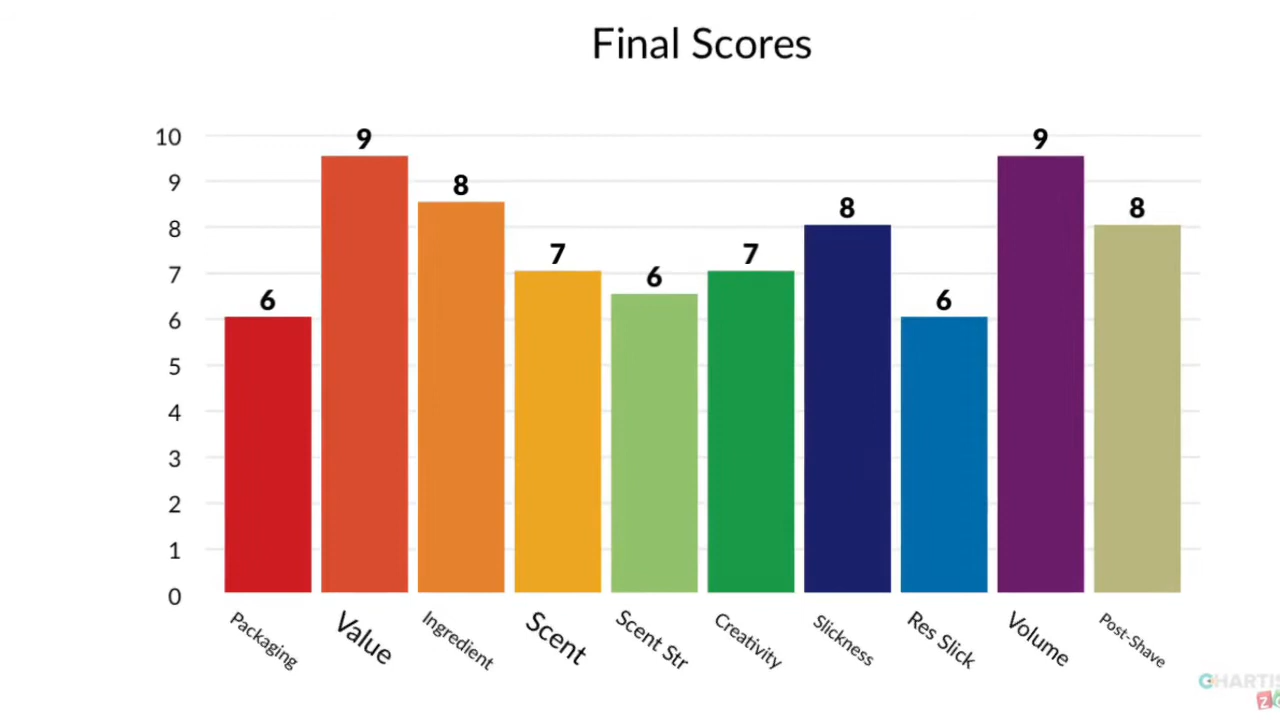 Final Scores
10
9
8
7
6
5
4
3
2
1
0
6
9
8
7
6
7
8
6
9
8
Packaging
Value
Ingredient
Scent
Scent Str
Creativity
Slickness
Res Slick
Volume
Post-Shave